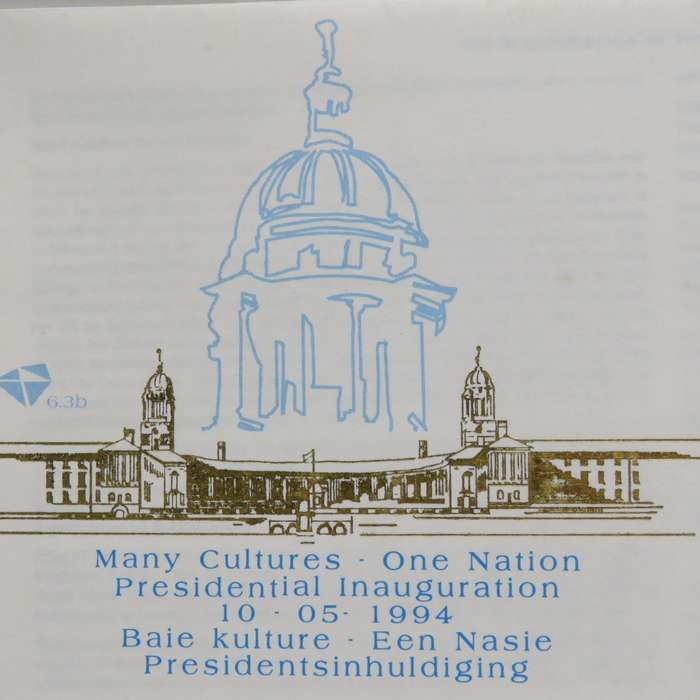 6.3b
Many Cultures - One Nation
Presidential Inauguration
10 - 05- 1994
Baie kulture - Een Nasie
Presidentsinhuldiging